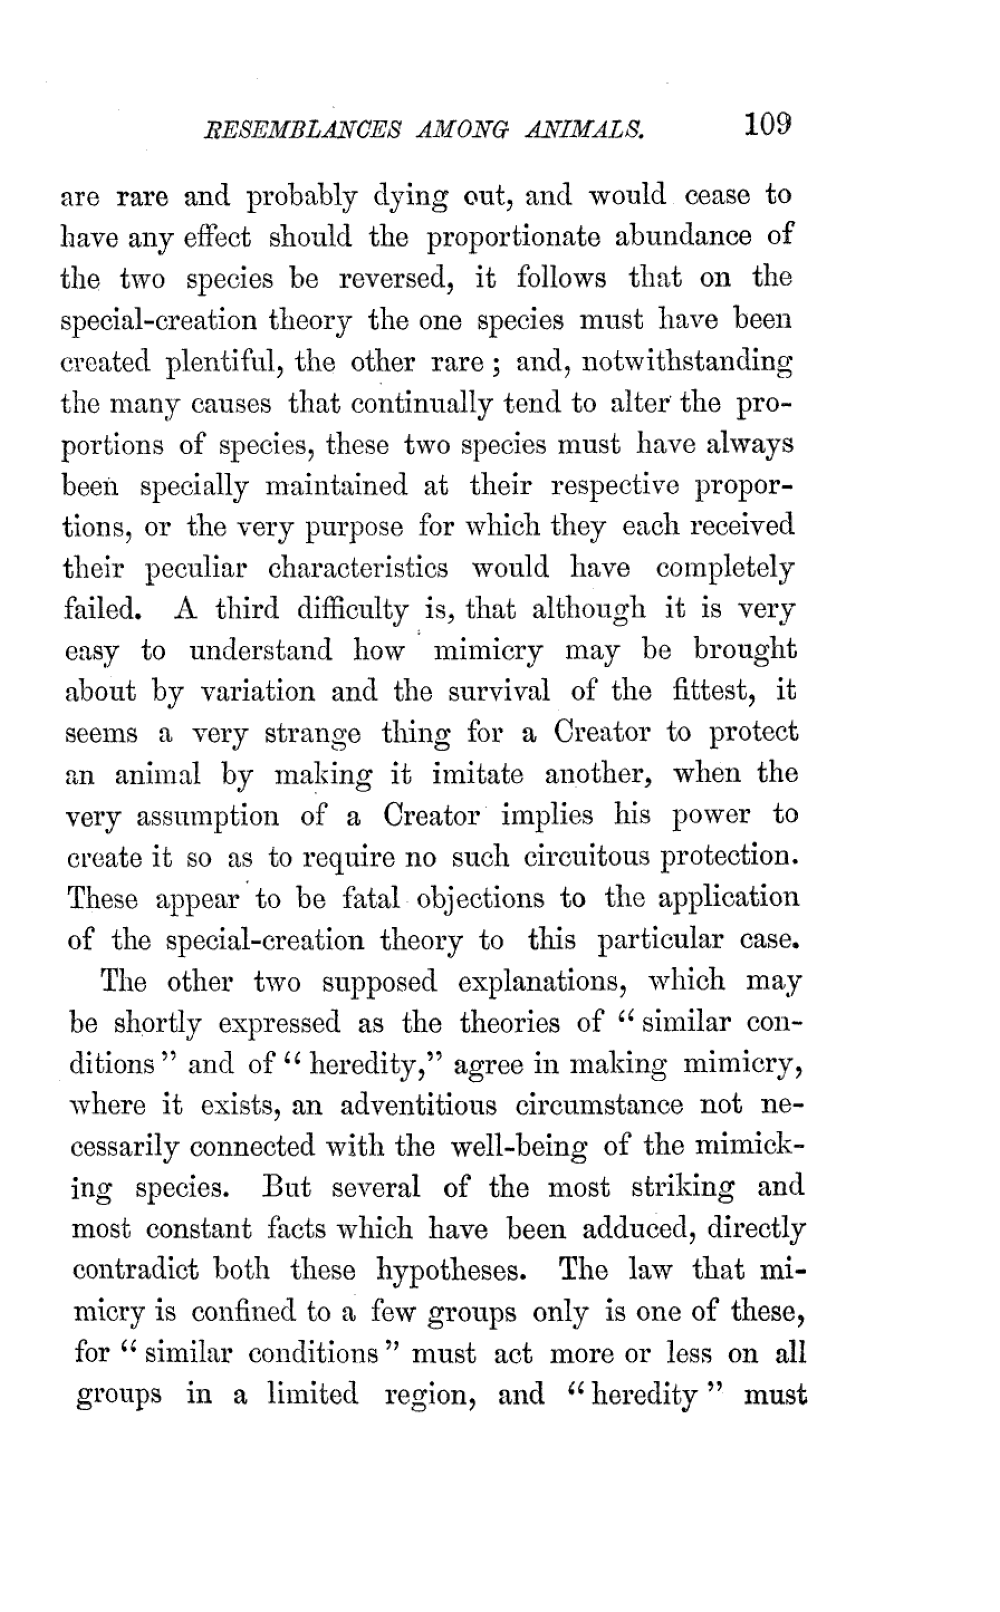 RESEMBLANCES AMONG ANIMALS. 109
are rare and probably dying out, and would cease to
have any effect should the proportionate abundance of
the two species be reversed, it follows that on the
special-creation theory the one species must have been
created plentiful, the other rare ; and, notwithstanding
the many causes that continually tend to alter the pro-
portions of species, these two species must have always
been specially maintained at their respective propor-
tions, or the very purpose for which they each received
their peculiar characteristics would have completely
failed. A third difficulty is, that although it is very
easy to understand how mimicry may be brought
about by variation and the survival of the fittest, it
seems a very strange thing for a Creator to protect
an animal by making it imitate another, when the
very assumption of a Creator implies his power to
create it so as to require no such circuitous protection.
These appear to be fatal objections to the application
of the special-creation theory to this particular case.
The other two supposed explanations, which may
be shortly expressed as the theories of “ similar con-
ditions ” and of “ heredity,” agree in making mimicry,
where it exists, an adventitious circumstance not ne-
cessarily connected with the well-being of the mimick-
ing species. But several of the most striking and
most constant facts which have been adduced, directly
contradict both these hypotheses. The law that mi-
micry is confined to a few groups only is one of these,
for “ similar conditions ” must act more or less on all
groups in a limited region, and “ heredity ” must